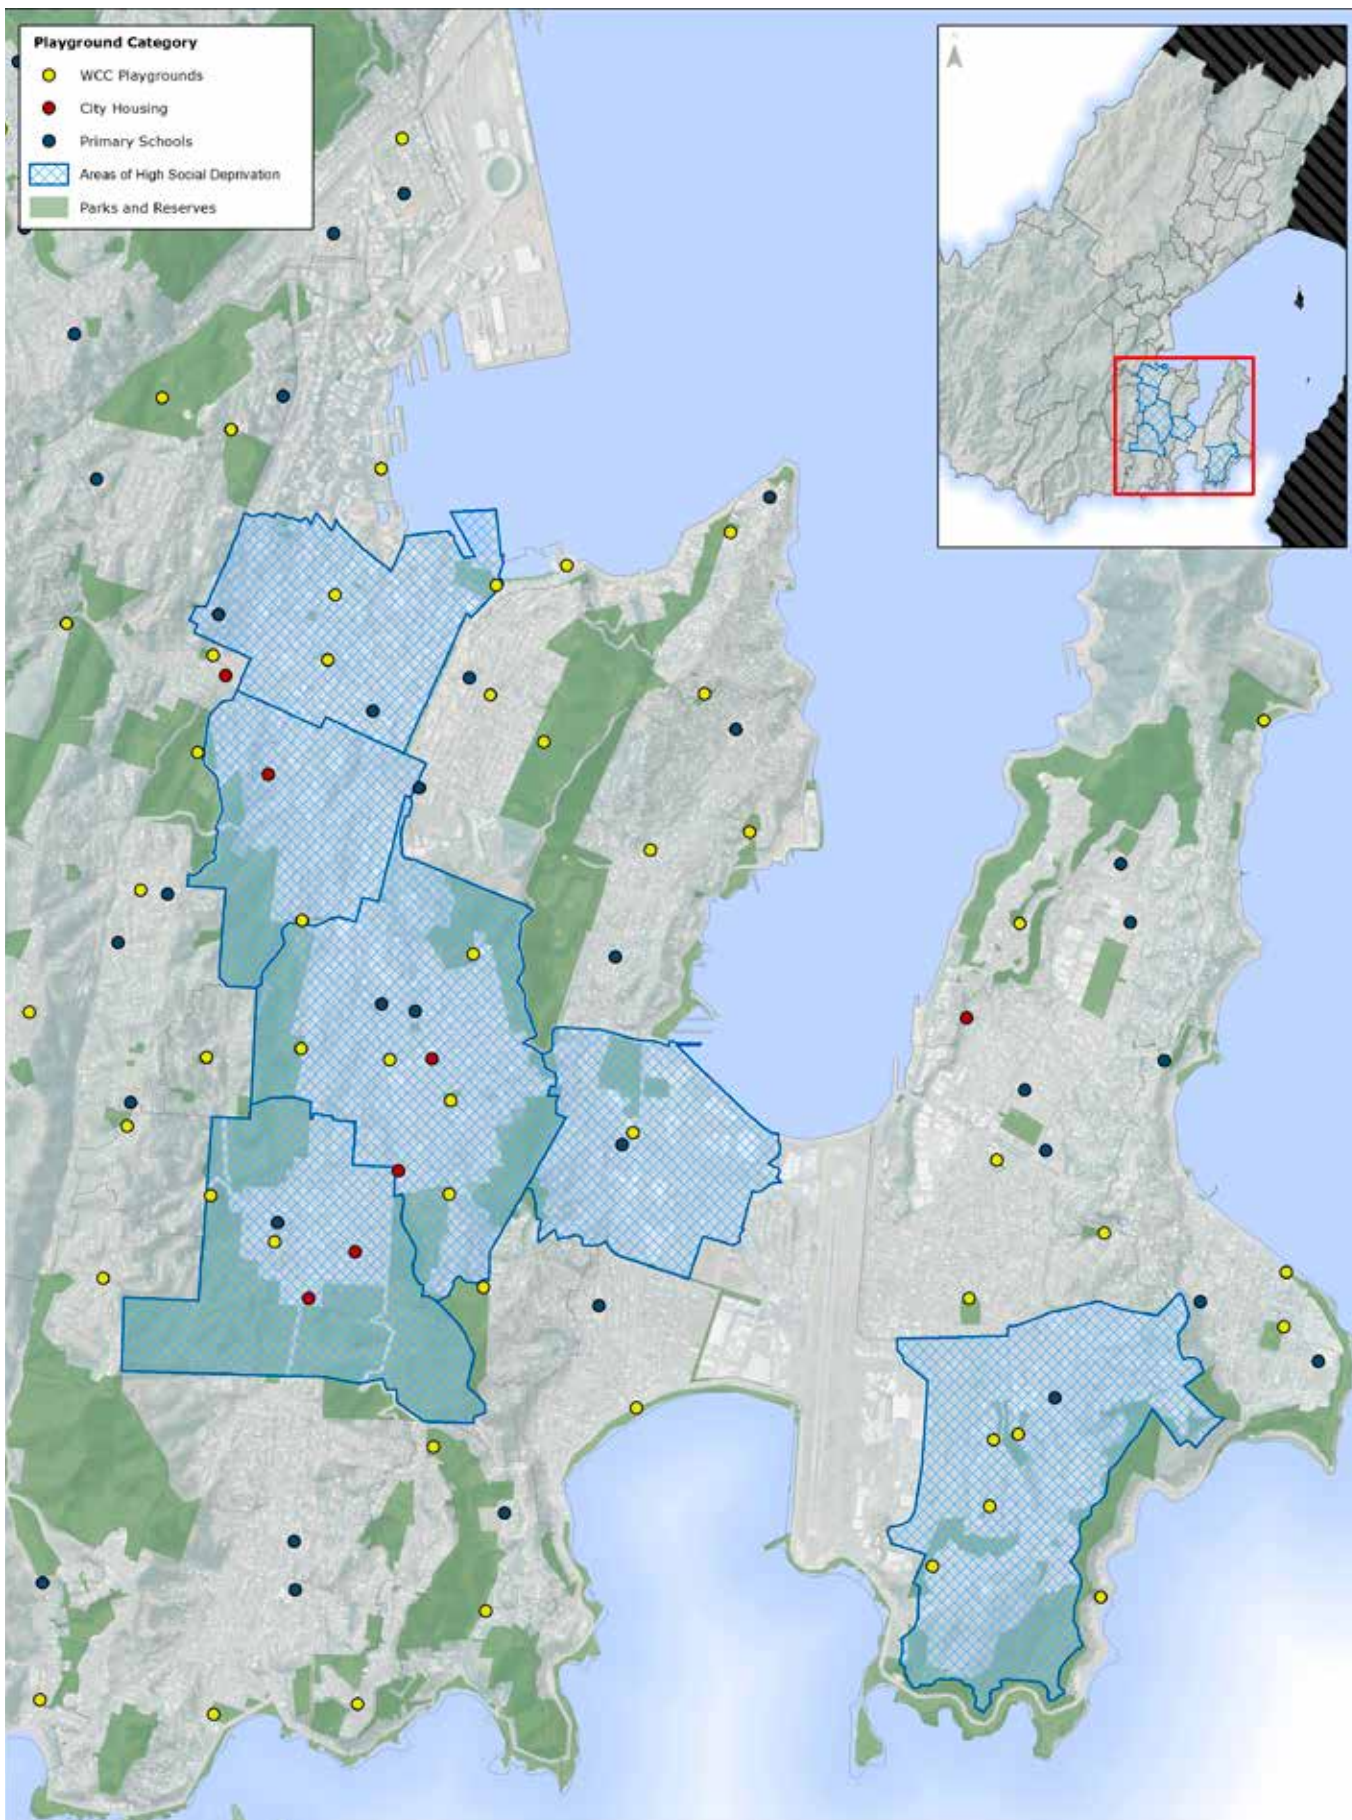 Playground Category
WCC Playgrounds
City Housing
Primary Schools
Areas of High Social Deprivation
Parks and Reserves